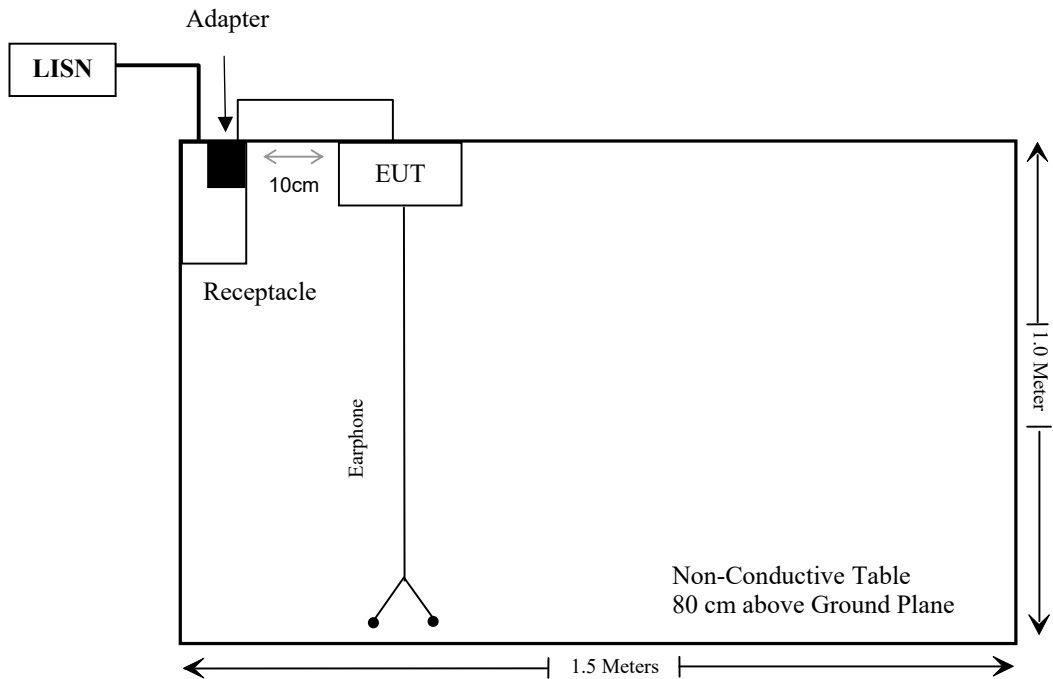 Adapter
LISN
EUT
10cm
Receptacle
1.0 Meter
Earphone
Non-Conductive Table
80 cm above Ground Plane
1.5 Meters